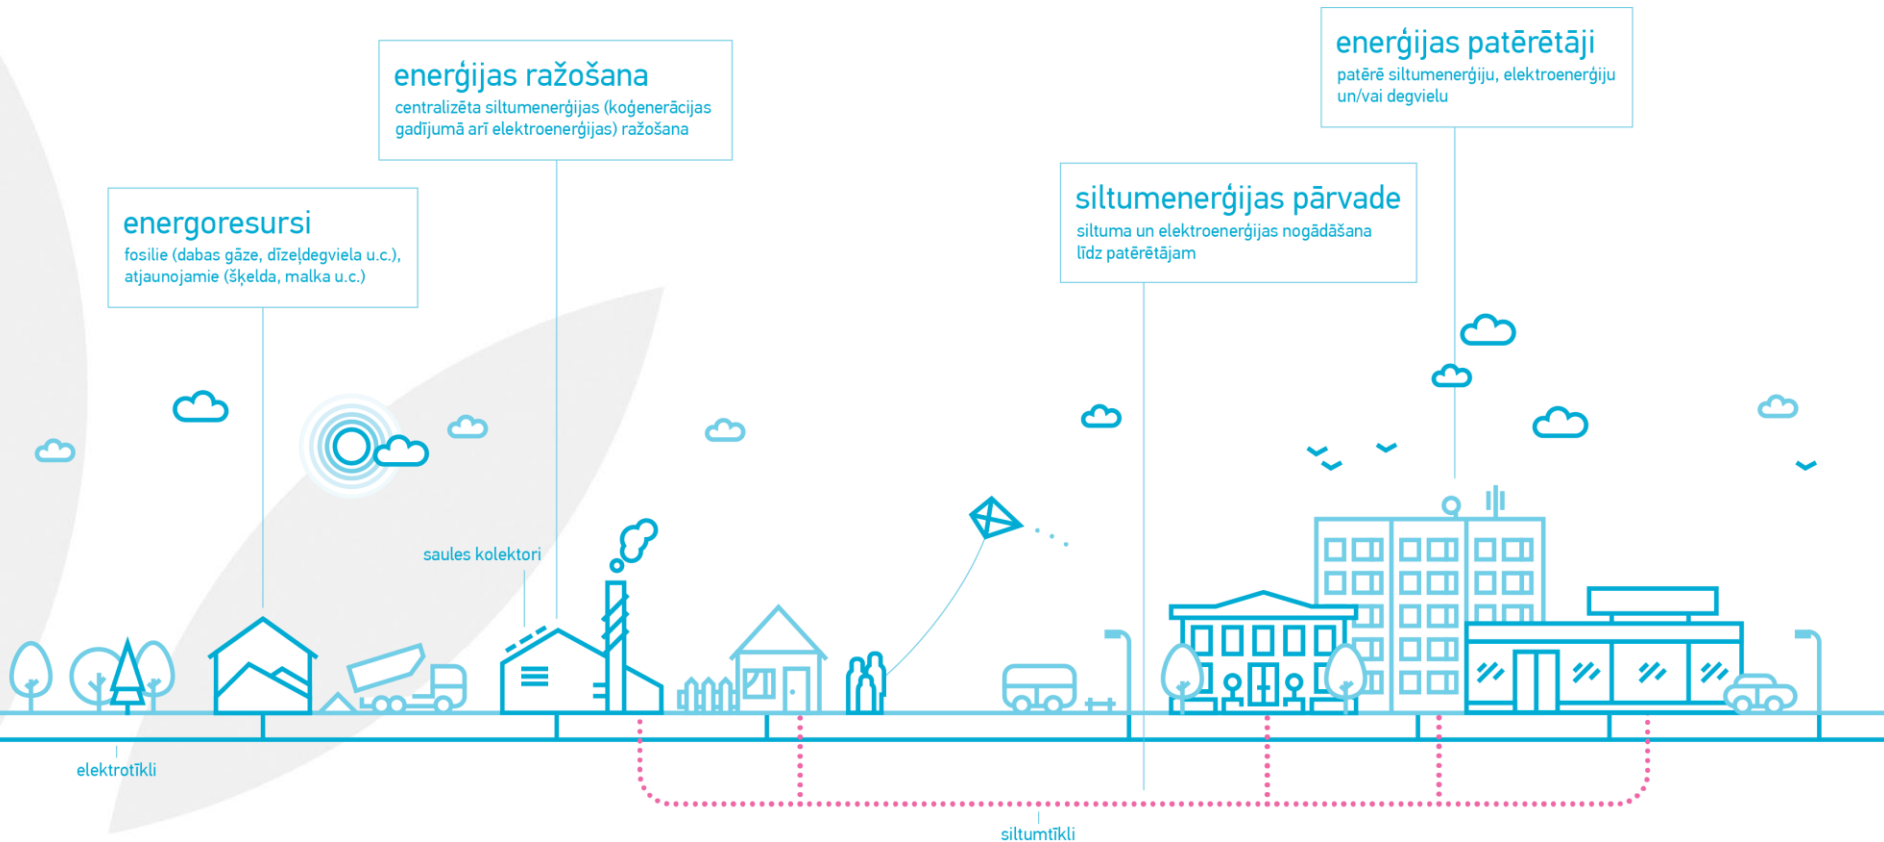 energoresursi
fosilie (dabas gāze, dīzeļdegviela u.c.),
atjaunojamie (šķelda, malka u.c.)
enerģijas ražošana
centralizēta siltumenerģijas (koģenerācijas
gadījumā arī elektroenerģijas) ražošana
siltumenerģijas pārvade
siltuma un elektroenerģijas nogādāšana
līdz patērētājam
enerģijas patērētāji
patērē siltumenerģiju, elektroenerģiju
un/vai degvielu
saules kolektori
elektrotīkli
siltumtīkli